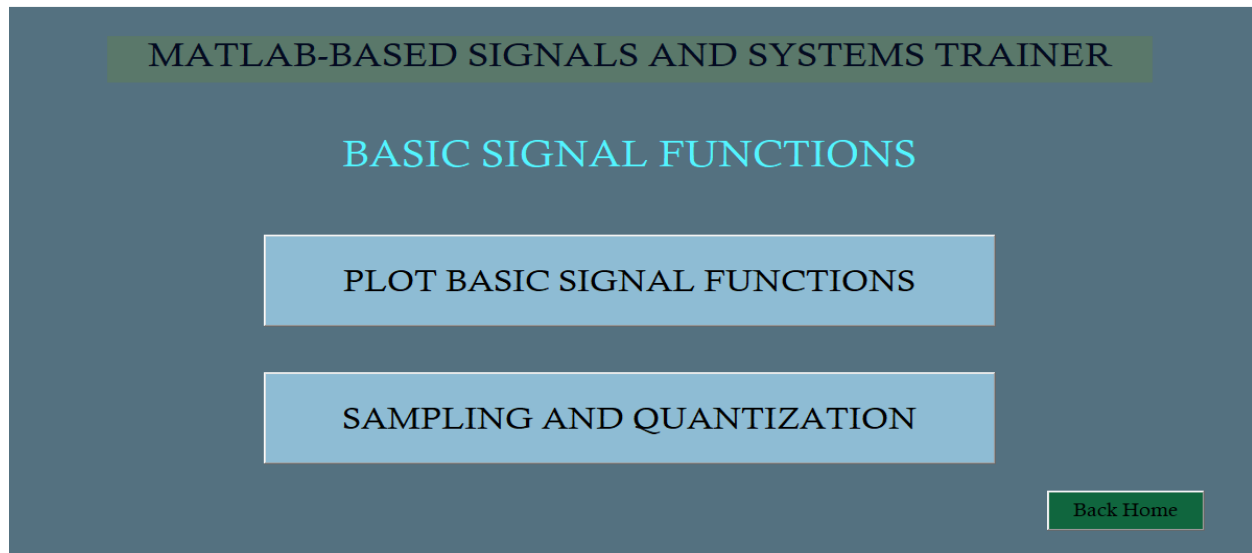 MATLAB-BASED SIGNALS AND SYSTEMS TRAINER
BASIC SIGNAL FUNCTIONS
PLOT BASIC SIGNAL FUNCTIONS
SAMPLING AND QUANTIZATION
Back Home